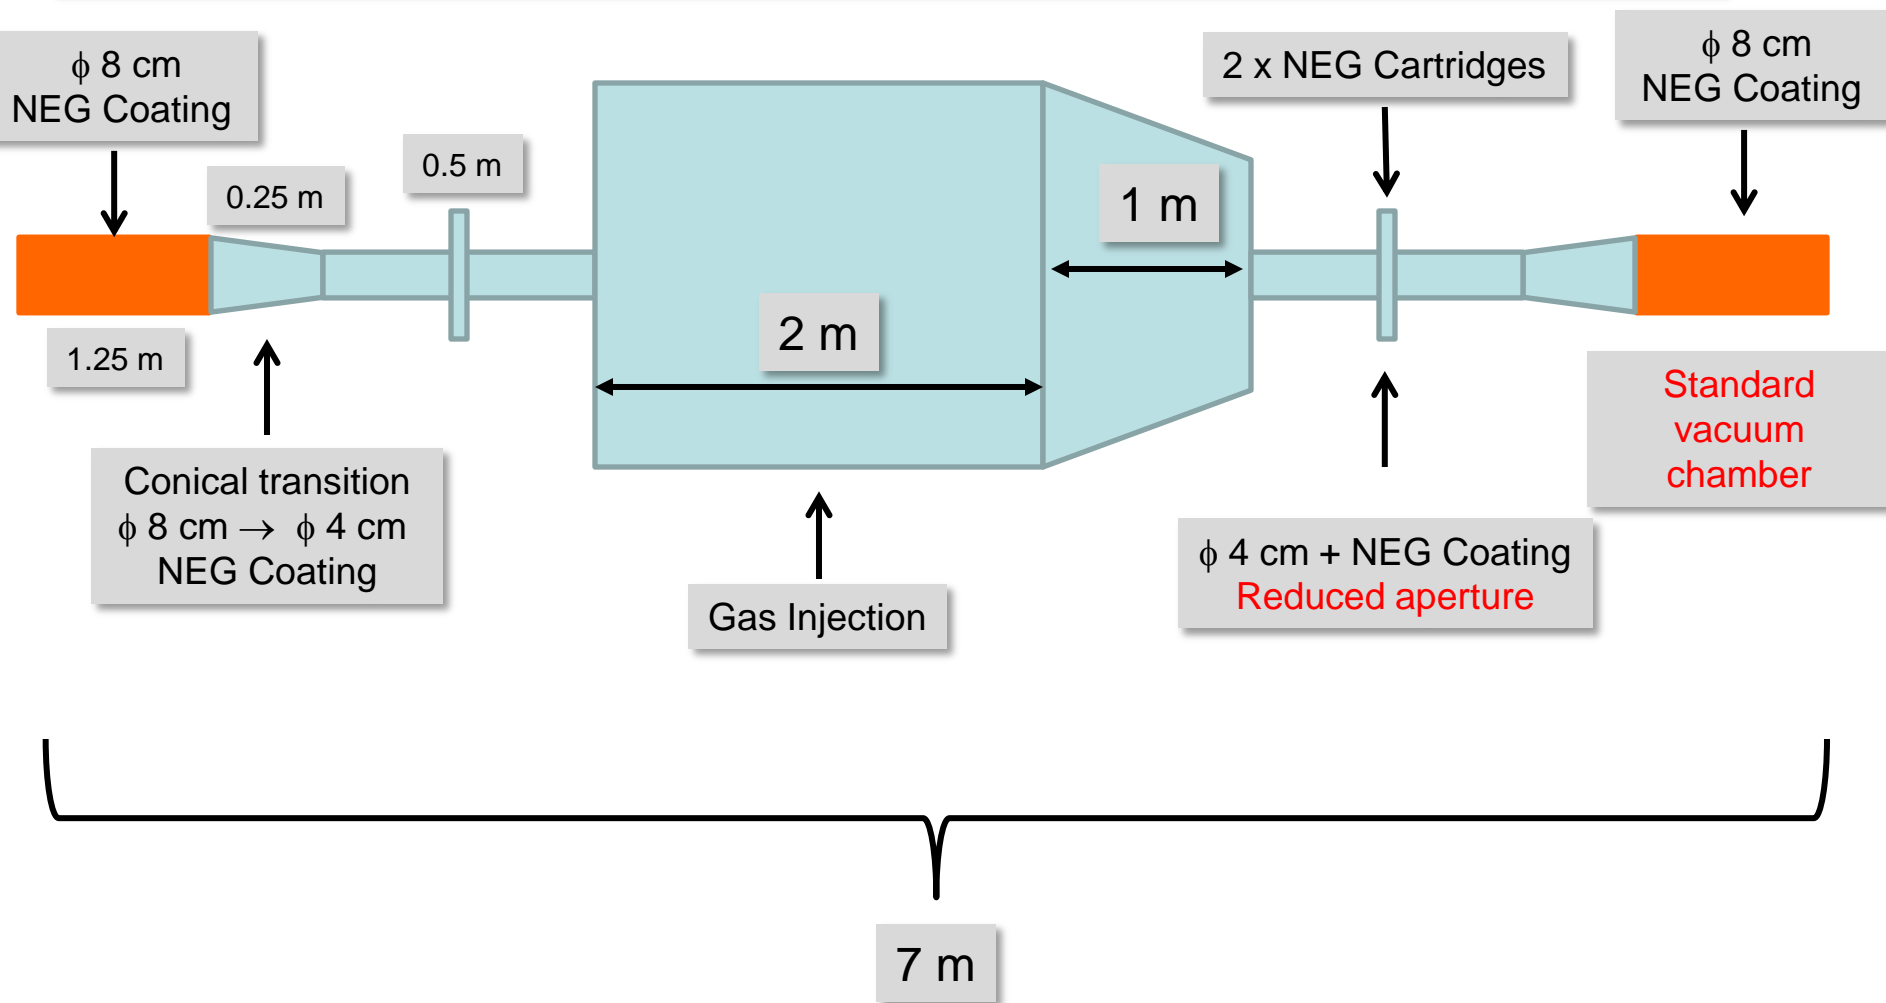 ϕ 8 cm
NEG Coating
0.25 m
0.5 m
2 x NEG Cartridges
ϕ 8 cm
NEG Coating
1 m
2 m
1.25 m
Conical transition
ϕ 8 cm → ϕ 4 cm
NEG Coating
Gas Injection
ϕ 4 cm + NEG Coating
Reduced aperture
Standard
vacuum
chamber
7 m